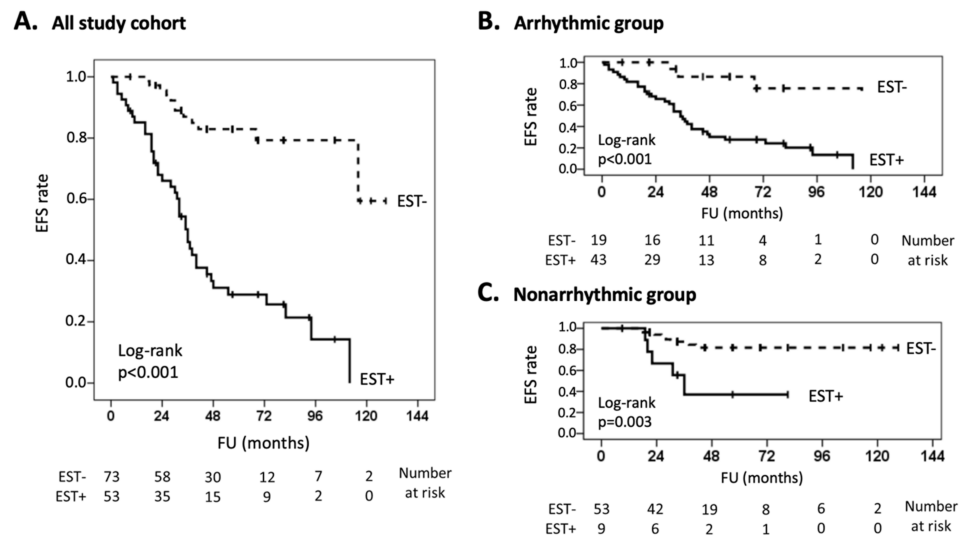 A. All study cohort
1.0
0.8
0.6
0.4
0.2
0.0
EFS rate
EST-
EST+
Log-rank
p<0.001
0 24 48 72 96 120 144
FU (months)
EST- 73 58 30 12 7 2 Number
EST+ 53 35 15 9 2 0 at risk
B. Arrhythmic group
1.0
0.8
0.6
0.4
0.2
0.0
EFS rate
EST-
EST+
Log-rank
p<0.001
0 24 48 72 96 120 144
FU (months)
EST- 19 16 11 4 1 0 Number
EST+ 43 29 13 8 2 0 at risk
C. Nonarrhythmic group
1.0
0.8
0.6
0.4
0.2
0.0
EFS rate
EST-
EST+
Log-rank
p=0.003
0 24 48 72 96 120 144
FU (months)
EST- 53 42 19 8 6 2 Number
EST+ 9 6 2 1 0 0 at risk